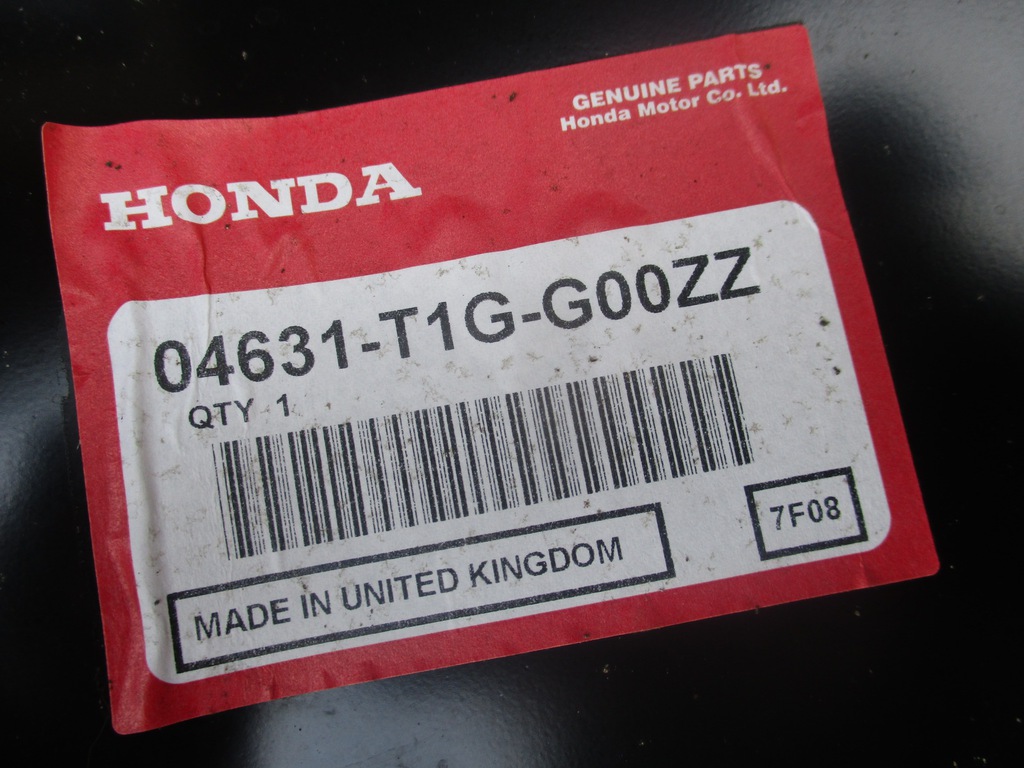 GENUINE PARTS
Honda Motor Co. Ltd.
HONDA
04631-T1G-G00ZZ
QTY 1
MADE IN UNITED KINGDOM
7F08